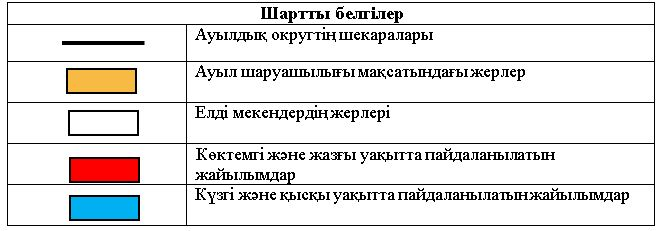 Шартты белгілер
Ауылдық округтің шекаралары
Ауыл шаруашылығы мақсатындағы жерлер
Елді мекендердің жерлері
Көктемгі және жазғы уақытта пайдаланылатын
жайылымдар
Күзгі және қысқы уақытта пайдаланылатын жайылымдар